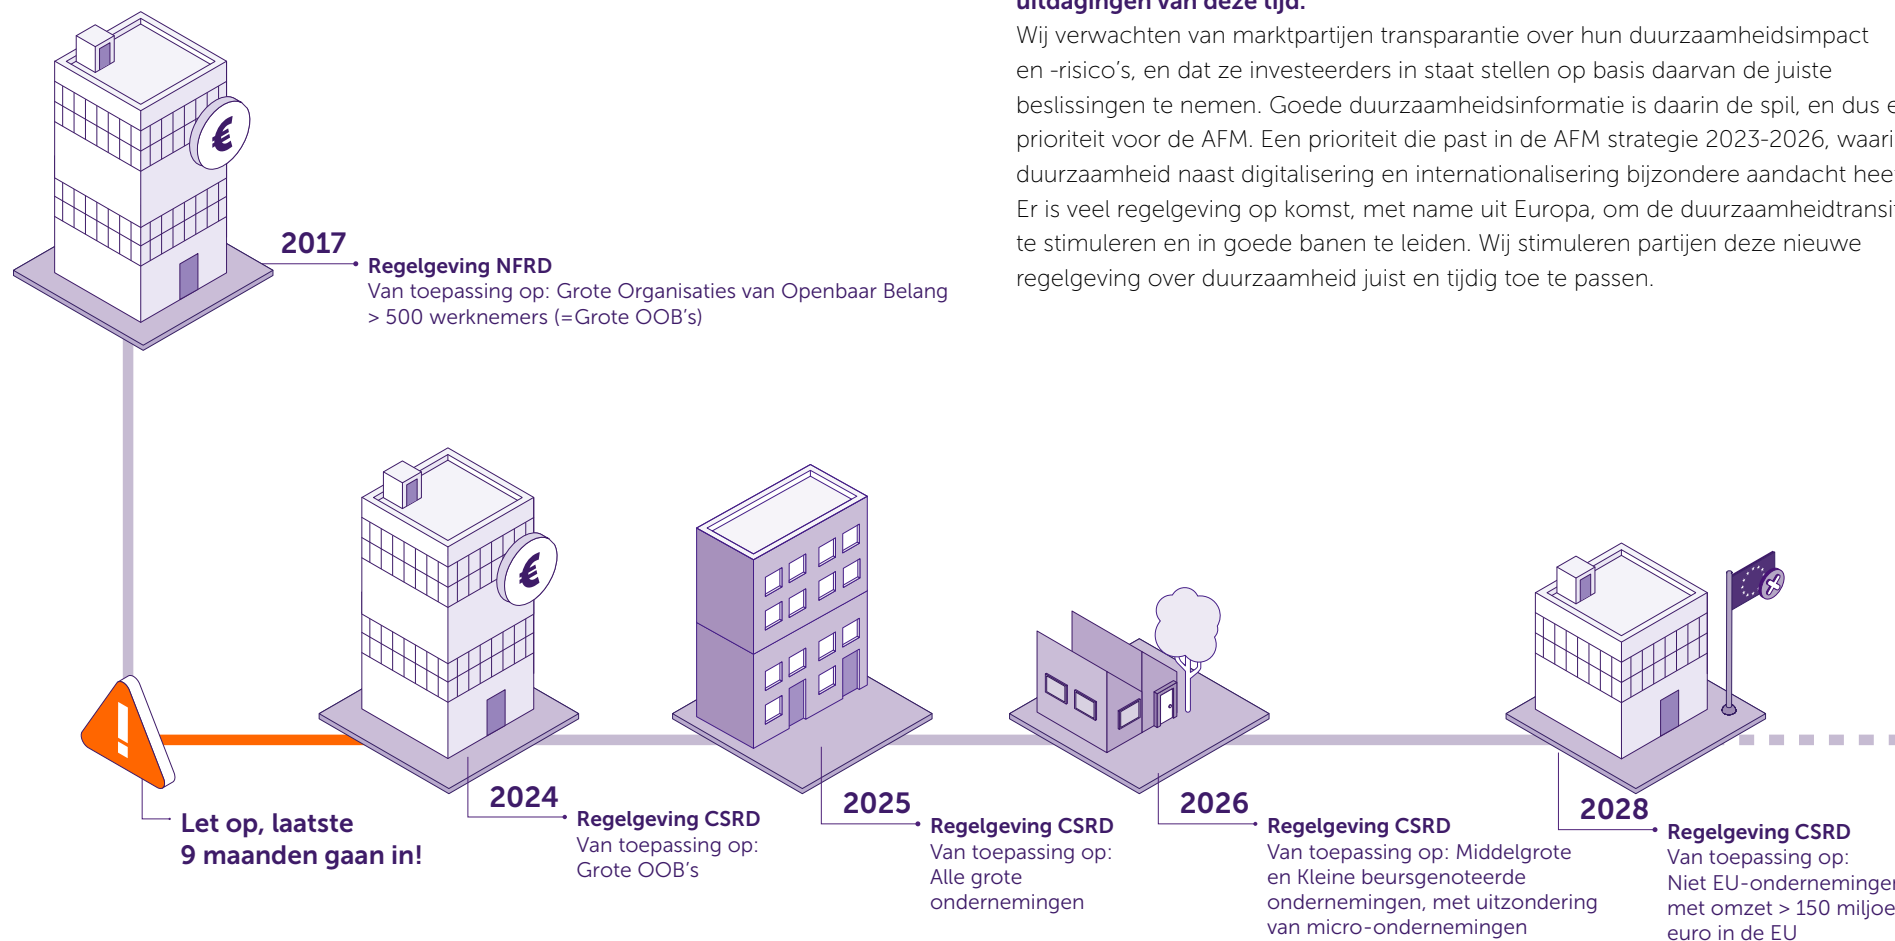 uitdagingen van deze tijd.
Wij verwachten van marktpartijen transparantie over hun duurzaamheidsimpact
en -risico's, en dat ze investeerders in staat stellen op basis daarvan de juiste
beslissingen te nemen. Goede duurzaamheidsinformatie is daarin de spil, en dus e
prioriteit voor de AFM. Een prioriteit die past in de AFM strategie 2023-2026, waari
duurzaamheid naast digitalisering en internationalisering bijzondere aandacht hee
Er is veel regelgeving op komst, met name uit Europa, om de duurzaamheidtransit
te stimuleren en in goede banen te leiden. Wij stimuleren partijen deze nieuwe
regelgeving over duurzaamheid juist en tijdig toe te passen.
€
2017
Regelgeving NFRD
Van toepassing op: Grote Organisaties van Openbaar Belang
> 500 werknemers (=Grote OOB's)
!
Let op, laatste
9 maanden gaan in!
€
2024
Regelgeving CSRD
Van toepassing op:
Grote OOB's
2025
Regelgeving CSRD
Van toepassing op:
Alle grote
ondernemingen
2026
Regelgeving CSRD
Van toepassing op: Middelgrote
en Kleine beursgenoteerde
ondernemingen, met uitzondering
van micro-ondernemingen
2028
Regelgeving CSRD
Van toepassing op:
Niet EU-ondernemingen
met omzet > 150 miljoe
euro in de EU